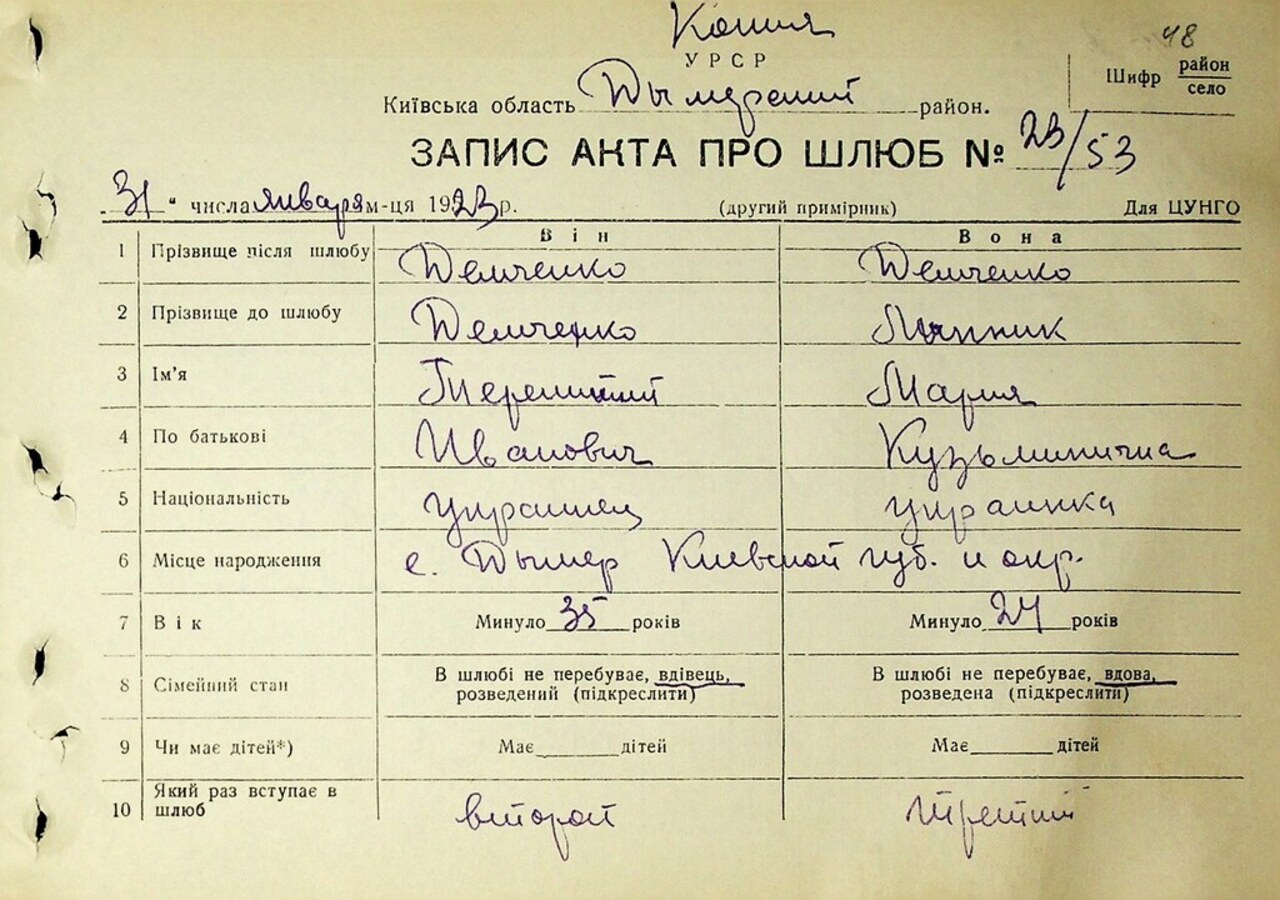 Копия
48
УРСР
Шифр район село
Київська область Дымерский район.
ЗАПИС АКТА ПРО ШЛЮБ № 23/53
„31“ числа января м-ця 1923 р. (другий примірник) Для ЦУНГО
Він Вона
1 Прізвище після шлюбу Демченко Демченко
2 Прізвище до шлюбу Демченко
3 Ім'я Терентий Мария
4 По батькові Иванович Кузьминична
5 Національність украинец украинка
6 Місце народження с. Дымер Киевской губ. и окр.
7 Вік Минуло 35 років Минуло 24 років
8 Сімейний стан В шлюбі не перебуває, вдівець, розведений (підкреслити) В шлюбі не перебуває, вдова, розведена (підкреслити)
9 Чи має дітей*) Має дітей Має дітей
10 Який раз вступає в шлюб второй третий